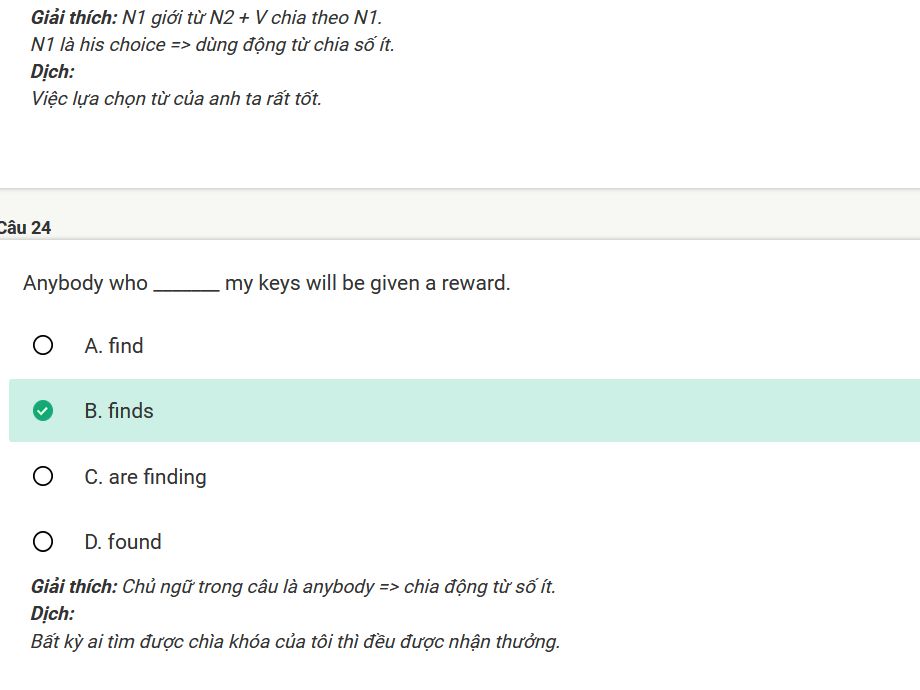 Giải thích: N1 giới từ N2 + V chia theo N1.
N1 là his choice => dùng động từ chia số ít.
Dịch:
Việc lựa chọn từ của anh ta rất tốt.
Câu 24
Anybody who _______ my keys will be given a reward.
A. find
B. finds
C. are finding
D. found
Giải thích: Chủ ngữ trong câu là anybody => chia động từ số ít.
Dịch:
Bất kỳ ai tìm được chìa khóa của tôi thì đều được nhận thưởng.